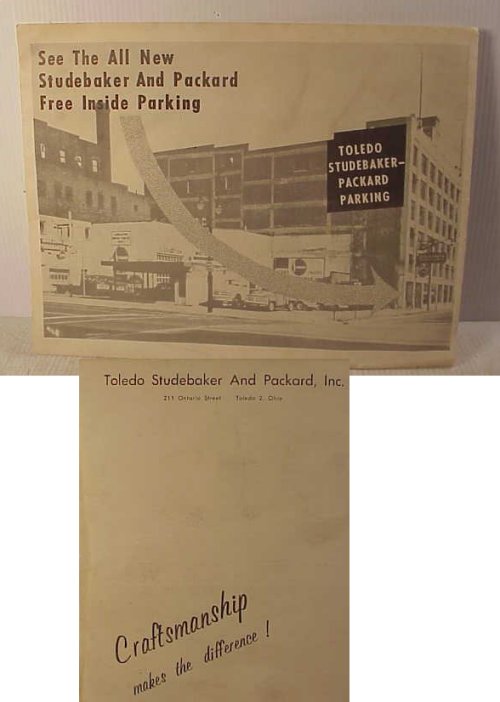 See The All New
Studebaker And Packard
Free Inside Parking
TOLEDO
STUDEBAKER-
PACKARD
PARKING
Toledo Studebaker And Packard, Inc.
211 Ontario Street Toledo 2, Ohio
Craftsmanship
makes the difference!